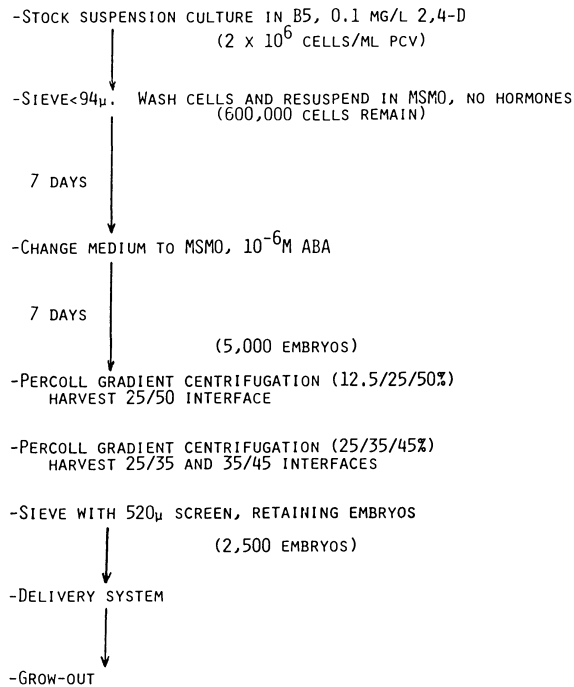 -STOCK SUSPENSION CULTURE IN B5, 0.1 MG/L 2,4-D
(2 X 10⁶ CELLS/ML PCV)
-SIEVE<94µ. WASH CELLS AND RESUSPEND IN MSMO, NO HORMONES
(600,000 CELLS REMAIN)
7 DAYS
-CHANGE MEDIUM TO MSMO, 10⁻⁶M ABA
7 DAYS
(5,000 EMBRYOS)
-PERCOLL GRADIENT CENTRIFUGATION (12.5/25/50%)
HARVEST 25/50 INTERFACE
-PERCOLL GRADIENT CENTRIFUGATION (25/35/45%)
HARVEST 25/35 AND 35/45 INTERFACES
-SIEVE WITH 520µ SCREEN, RETAINING EMBRYOS
(2,500 EMBRYOS)
-DELIVERY SYSTEM
-GROW-OUT